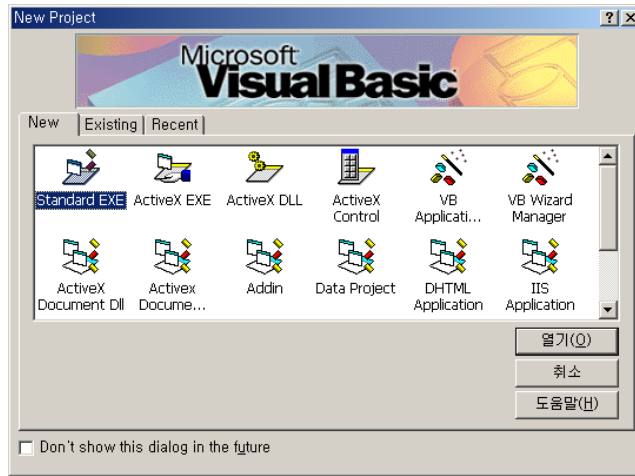 New Project
Microsoft
Visual Basic
New Existing Recent
Standard EXE
ActiveX EXE
ActiveX DLL
ActiveX
Control
VB
Applicati...
VB Wizard
Manager
ActiveX
Document Dll
Activex
Docume...
Addin
Data Project
DHTML
Application
IIS
Application
열기(O)
취소
도움말(H)
Don't show this dialog in the future